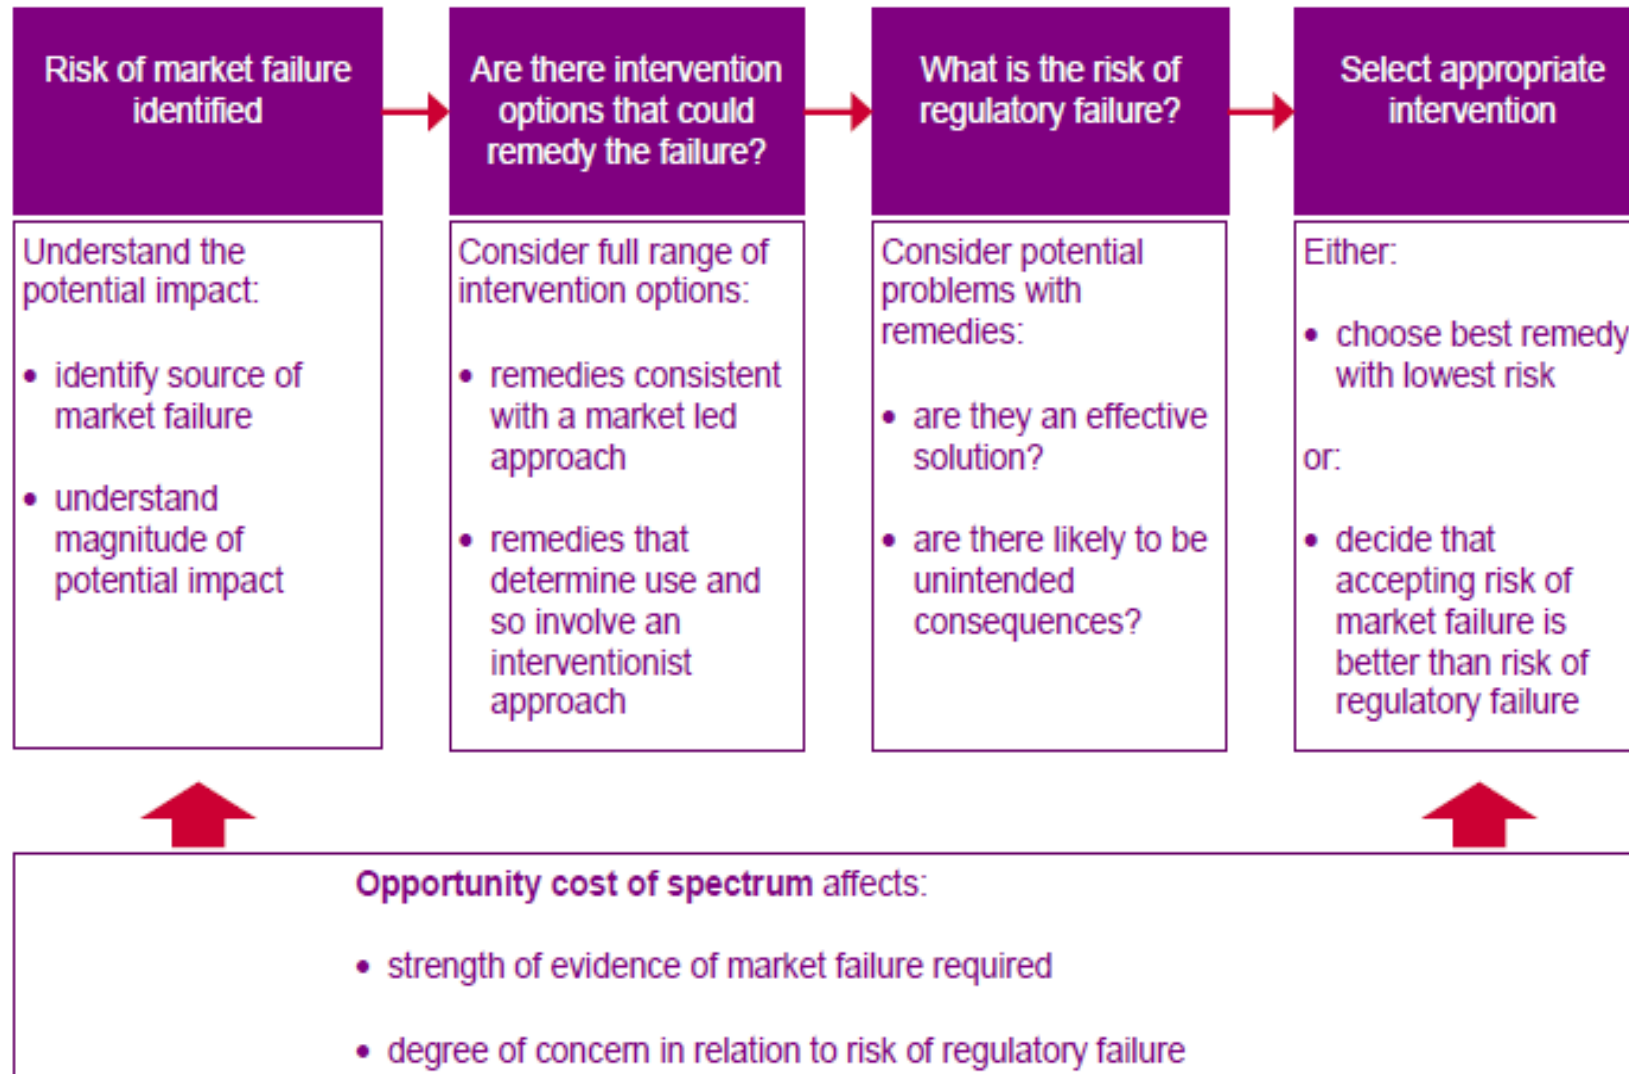 Risk of market failure
identified
Are there intervention
options that could
remedy the failure?
What is the risk of
regulatory failure?
Select appropriate
intervention
Understand the
potential impact:
• identify source of
market failure
• understand
magnitude of
potential impact
Consider full range of
intervention options:
• remedies consistent
with a market led
approach
• remedies that
determine use and
so involve an
interventionist
approach
Consider potential
problems with
remedies:
• are they an effective
solution?
• are there likely to be
unintended
consequences?
Either:
• choose best remedy
with lowest risk
or:
• decide that
accepting risk of
market failure is
better than risk of
regulatory failure
Opportunity cost of spectrum affects:
• strength of evidence of market failure required
• degree of concern in relation to risk of regulatory failure